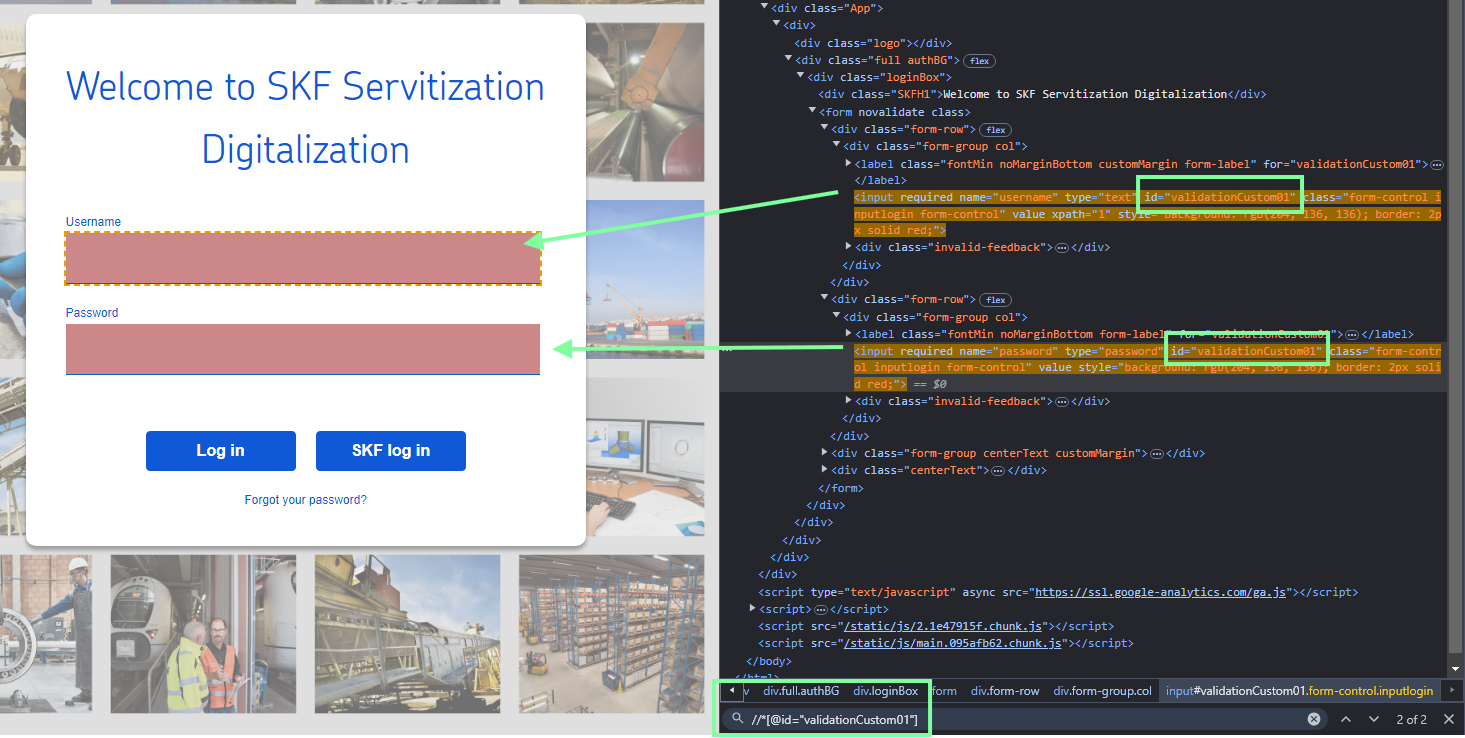 Welcome to SKF Servitization
Digitalization
Username
Password
Log in
SKF log in
Forgot your password?
<div class="App">
<div>
<div class="logo"></div>
<div class="full authBG"> flex
<div class="loginBox">
<div class="SKFH1">Welcome to SKF Servitization Digitalization</div>
<form novalidate class>
<div class="form-row"> flex
<div class="form-group col">
<label class="fontMin noMarginBottom customMargin form-label" for="validationCustom01">
</label>
<input required name="username" type="text" id="validationCustom01" class="form-control i
nputlogin form-control" value xpath="1" style="background: rgb(204, 136, 136); border: 2p
x solid red;">
<div class="invalid-feedback"> </div>
</div>
</div>
<div class="form-row"> flex
<div class="form-group col">
<label class="fontMin noMarginBottom form-label" for="validationCustom01"> </label>
<input required name="password" type="password" id="validationCustom01" class="form-contr
ol inputlogin form-control" value style="background: rgb(204, 136, 136); border: 2px soli
d red;"> == $0
<div class="invalid-feedback"> </div>
</div>
</div>
<div class="form-group centerText customMargin"> </div>
<div class="centerText"> </div>
</form>
</div>
</div>
</div>
</div>
</div>
<script type="text/javascript" async src="https://ssl.google-analytics.com/ga.js"></script>
<script> </script>
<script src="/static/js/2.1e47915f.chunk.js"></script>
<script src="/static/js/main.095afb62.chunk.js"></script>
</body>
</html>
v div.full.authBG div.loginBox form div.form-row div.form-group.col input#validationCustom01.form-control.inputlogin
//*[@id="validationCustom01"] 2 of 2